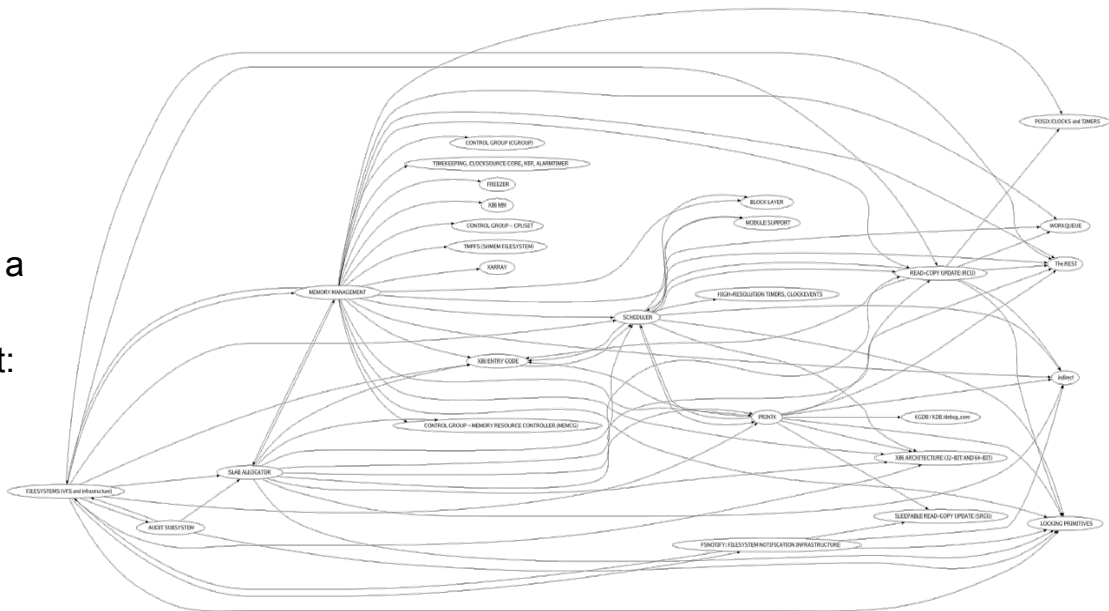 POSIX CLOCKS and TIMERS
CONTROL GROUP (CGROUP)
TIMEKEEPING, CLOCKSOURCE CORE, NTP, ALARMTIMER
FREEZER
X86 MM
BLOCK LAYER
CONTROL GROUP - CPUSET
MODULE SUPPORT
WORKQUEUE
TMPFS (SHMEM FILESYSTEM)
a
The REST
XARRAY
READ-COPY UPDATE (RCU)
MEMORY MANAGEMENT
HIGH-RESOLUTION TIMERS, CLOCKEVENTS
SCHEDULER
t:
X86 ENTRY CODE
indirect
PRINTK
KGDB / KDB /debug_core
CONTROL GROUP - MEMORY RESOURCE CONTROLLER (MEMCG)
X86 ARCHITECTURE (32-BIT AND 64-BIT)
SLAB ALLOCATOR
FILESYSTEMS (VFS and infrastructure)
SLEEPABLE READ-COPY UPDATE (SRCU)
AUDIT SUBSYSTEM
LOCKING PRIMITIVES
FSNOTIFY: FILESYSTEM NOTIFICATION INFRASTRUCTURE